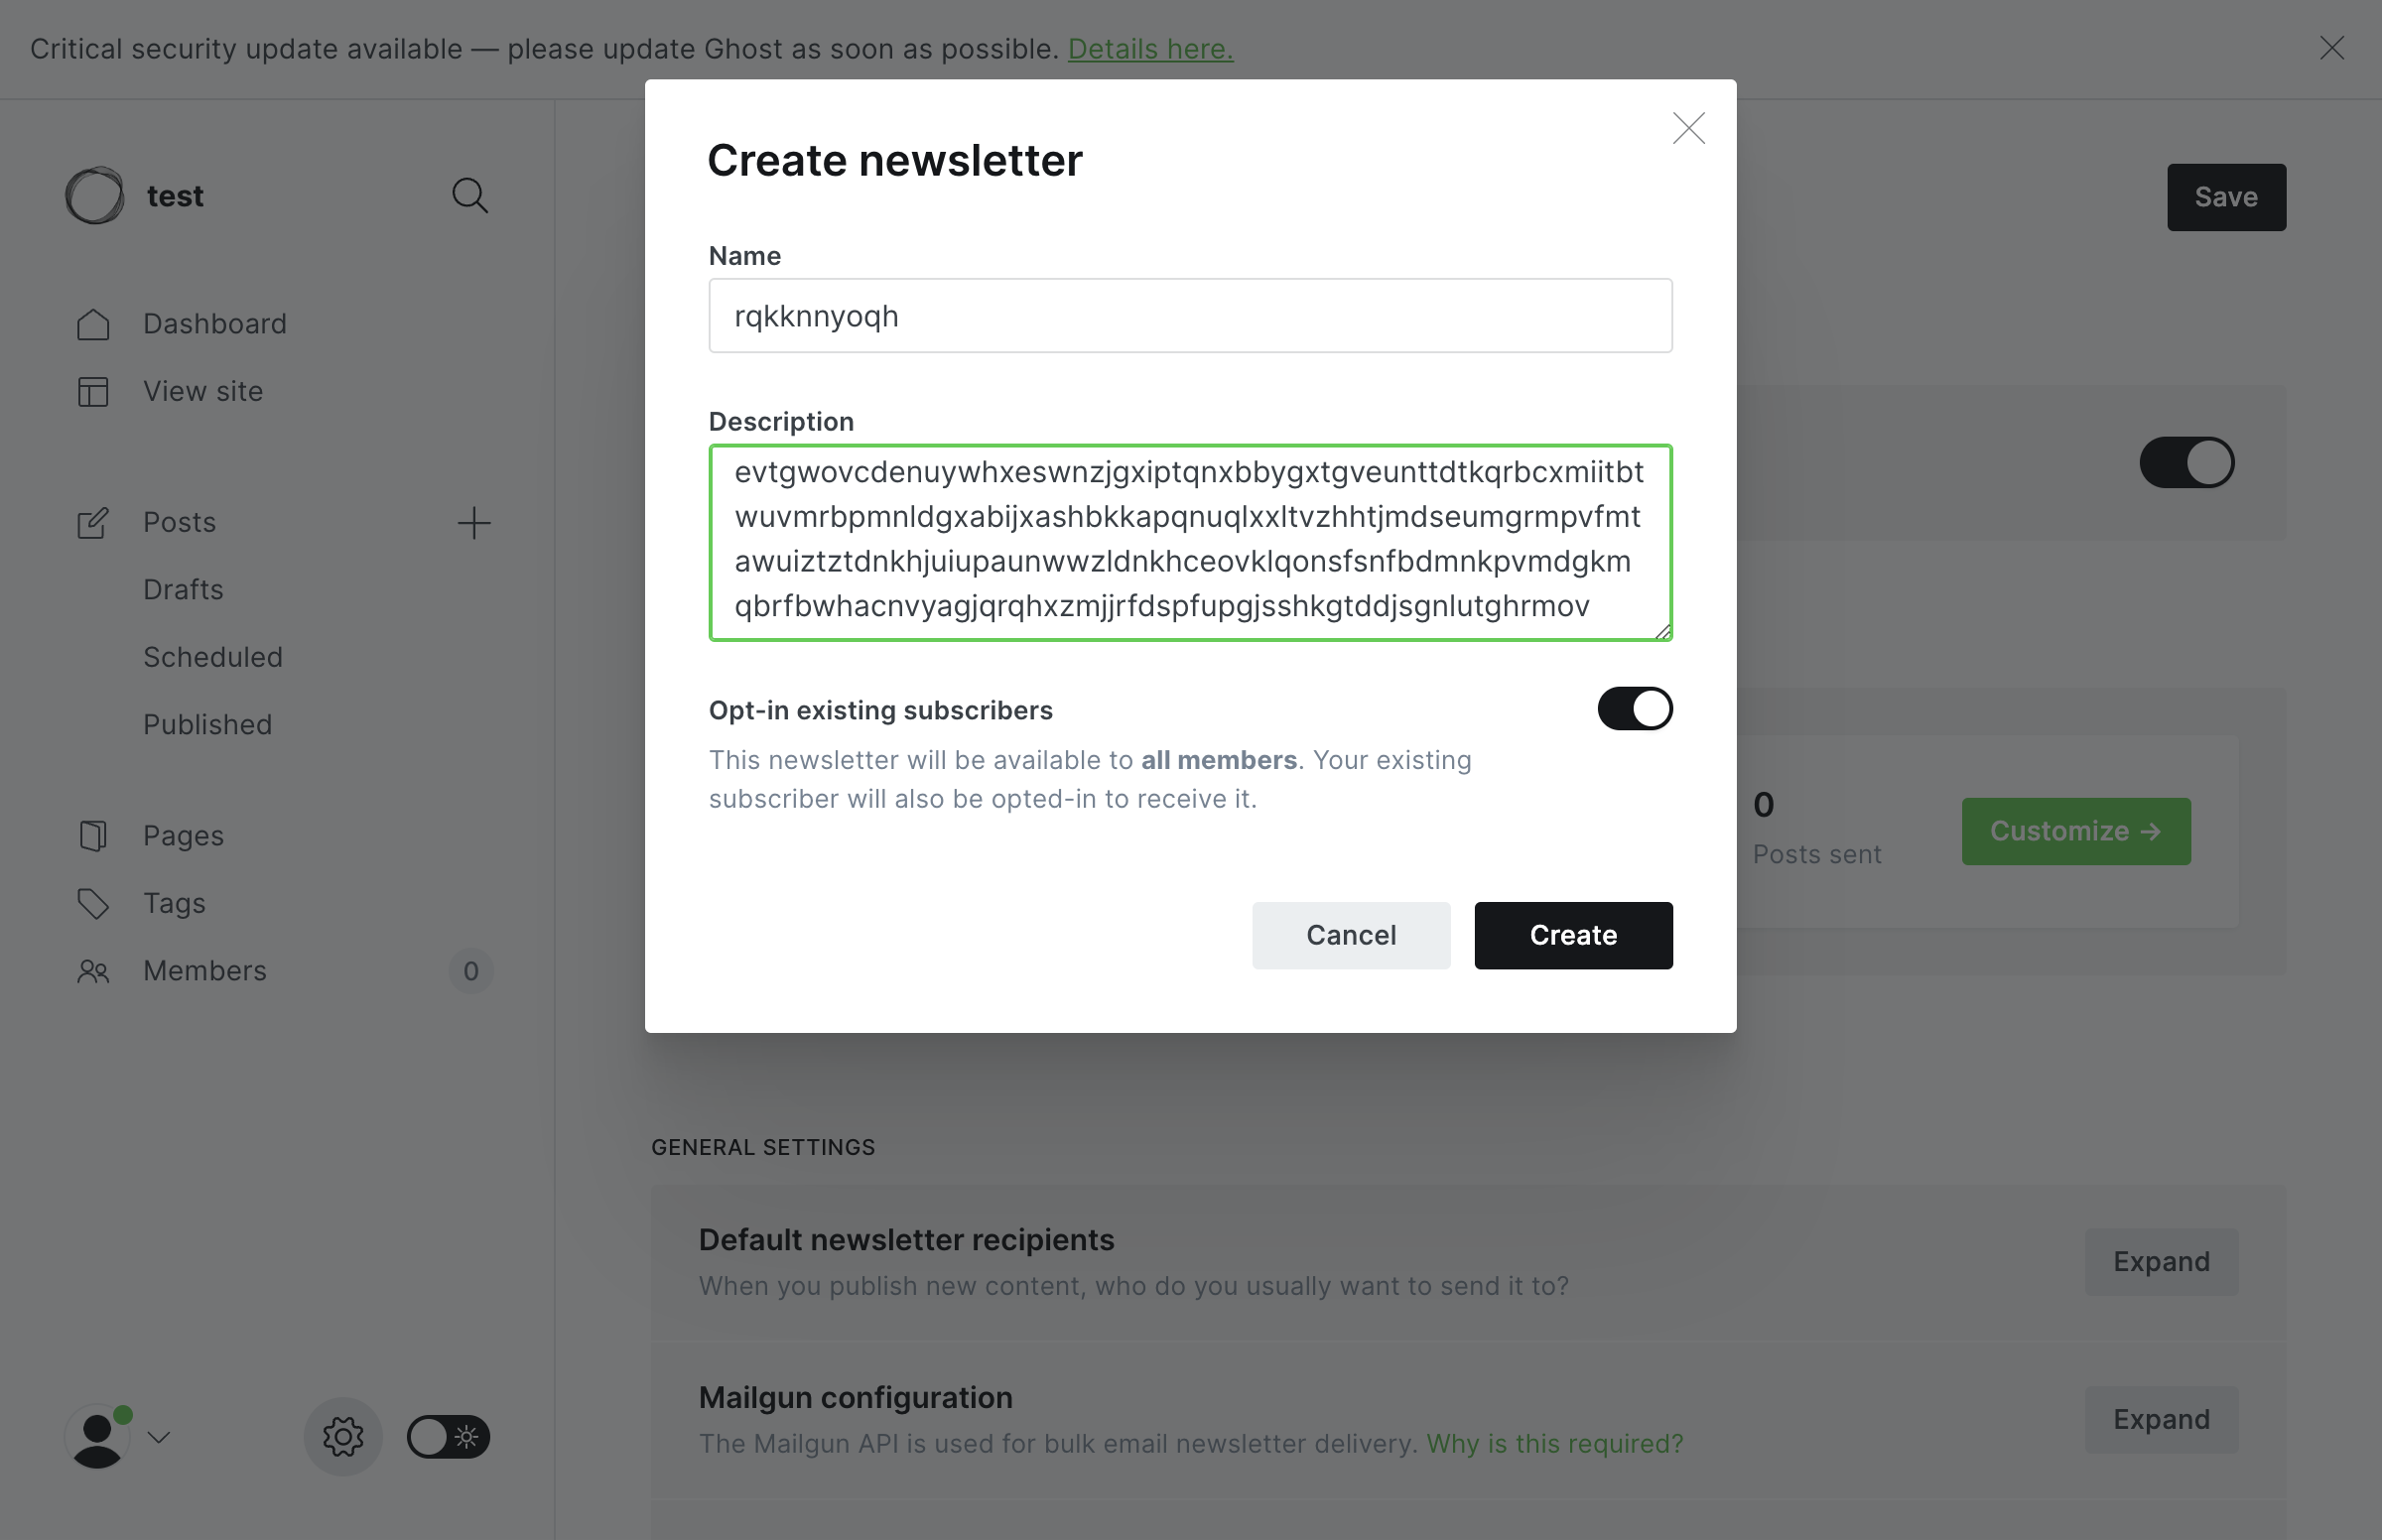 Critical security update available — please update Ghost as soon as possible. Details here.
test
Dashboard
View site
Posts
Drafts
Scheduled
Published
Pages
Tags
Members
0
Create newsletter
Name
rqkknnyoqh
Description
evtgwovcdenuywhxeswnzjgxiptqnxbbygxtgveunttdtkqrbcxmiitbt
wuvmrbpmnldgxabijxashbkkapqnuqlxxltvzhhtjmdseumgrmpvfmt
awuiztztdnkhjuiupaunwwzldnkhceovklqonsfsnfbdmnkpvmdgkm
qbrfbwhacnvyagjqrqhxzmjjrfdspfupgjsshkgtddjsgnlutghrmov
Opt-in existing subscribers
This newsletter will be available to all members. Your existing
subscriber will also be opted-in to receive it.
Cancel
Create
Save
0
Posts sent
Customize →
GENERAL SETTINGS
Default newsletter recipients
When you publish new content, who do you usually want to send it to?
Expand
Mailgun configuration
The Mailgun API is used for bulk email newsletter delivery. Why is this required?
Expand